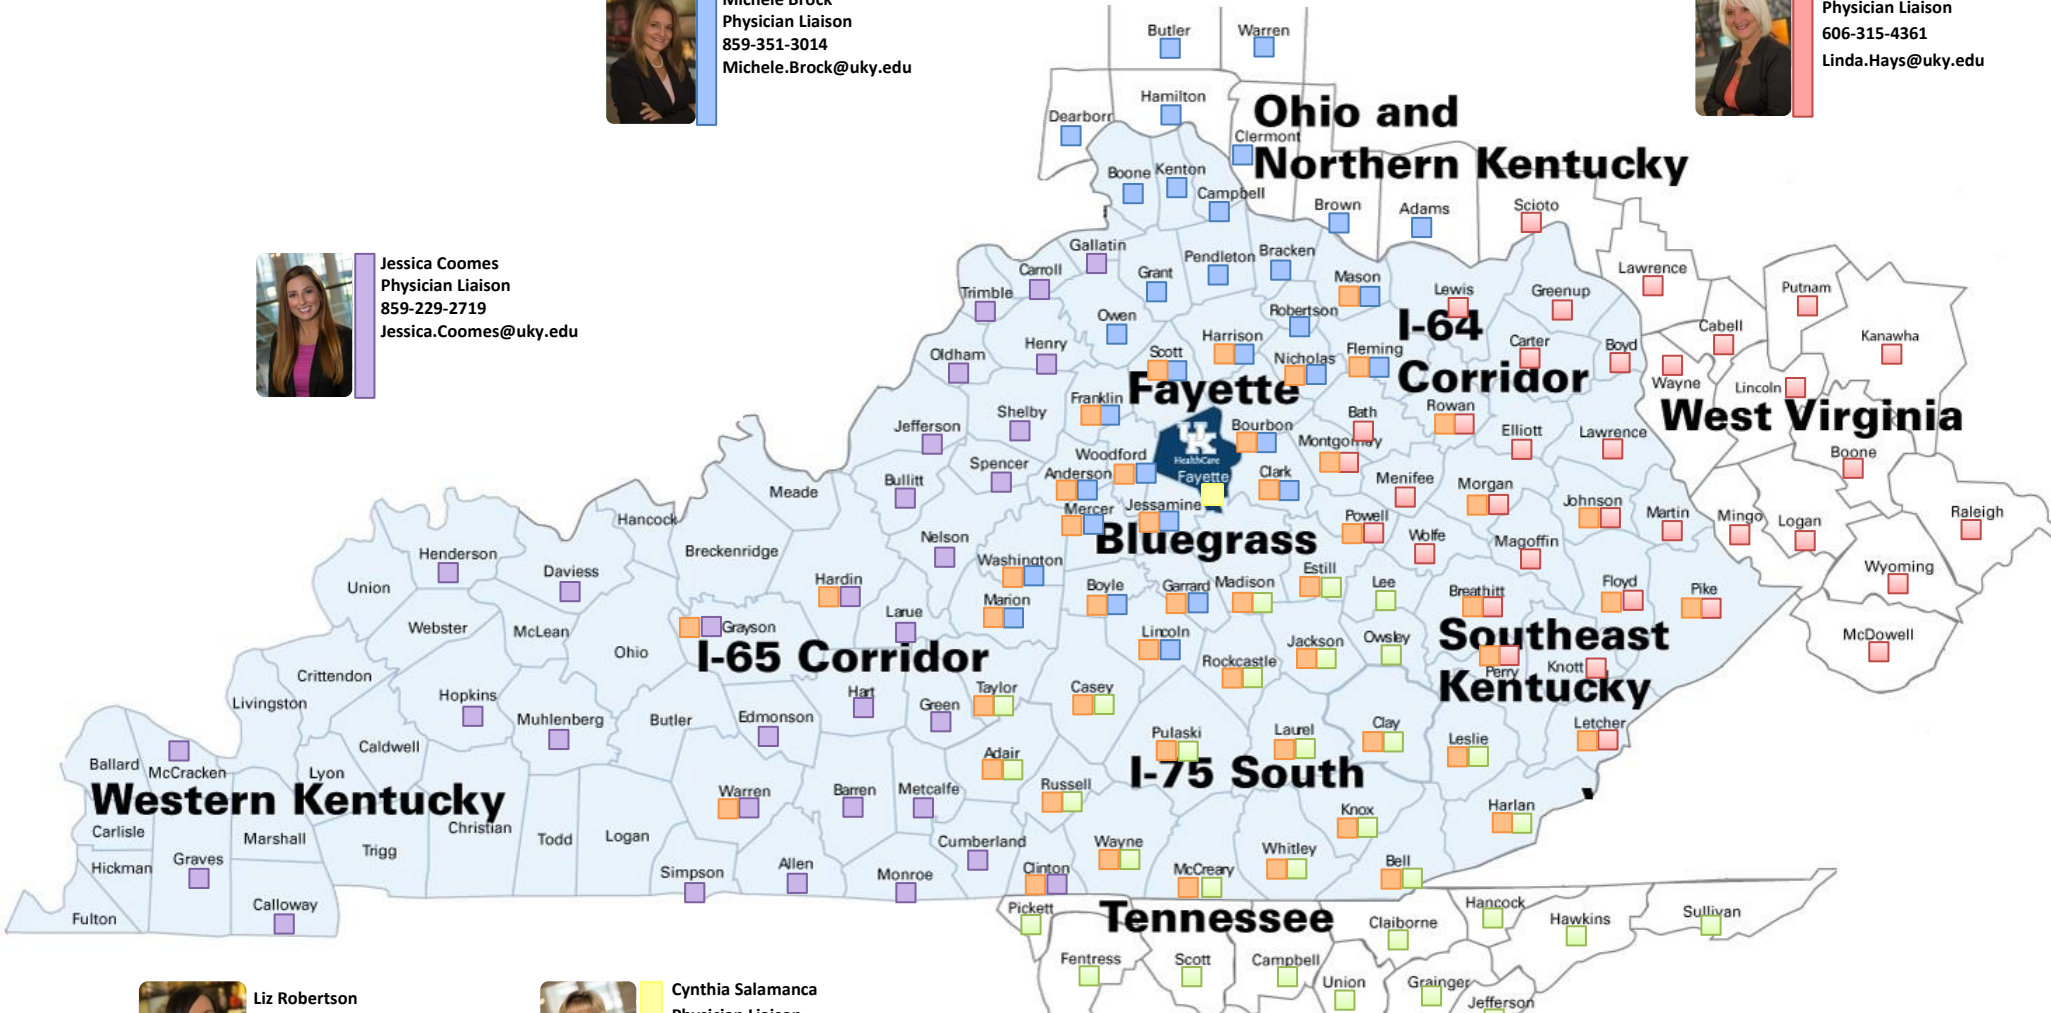 Michele Brock
Physician Liaison
859-351-3014
Michele.Brock@uky.edu
Physician Liaison
606-315-4361
Linda.Hays@uky.edu
Jessica Coomes
Physician Liaison
859-229-2719
Jessica.Coomes@uky.edu
Butler
Warren
Hamilton
Dearborn
Clermont
Ohio and
Northern Kentucky
Boone
Kenton
Campbell
Brown
Adams
Scioto
Gallatin
Carroll
Trimble
Grant
Pendleton
Bracken
Mason
Lewis
Greenup
Lawrence
Putnam
Kanawha
Cabell
Owen
Robertson
I-64
Corridor
Oldham
Henry
Scott
Harrison
Nicholas
Fleming
Carter
Boyd
Wayne
Lincoln
West Virginia
Fayette
Franklin
Shelby
Jefferson
Bourbon
Bath
Rowan
Montgomery
Elliott
Lawrence
Boone
UK
HealthCare
Fayette
Woodford
Anderson
Spencer
Bullitt
Meade
Clark
Menifee
Morgan
Johnson
Martin
Mingo
Logan
Raleigh
Mercer
Jessamine
Bluegrass
Powell
Wolfe
Magoffin
Hancock
Breckenridge
Nelson
Washington
Henderson
Union
Daviess
Hardin
Larue
Marion
Boyle
Garrard
Madison
Estill
Lee
Breathitt
Floyd
Pike
Wyoming
McDowell
Webster
McLean
Ohio
Grayson
I-65 Corridor
Lincoln
Rockcastle
Jackson
Owsley
Southeast
Kentucky
Perry
Knott
Crittendon
Livingston
Hopkins
Muhlenberg
Butler
Edmonson
Hart
Green
Taylor
Casey
Pulaski
Laurel
Clay
Leslie
Letcher
Ballard
McCracken
Caldwell
Lyon
Western Kentucky
Adair
I-75 South
Russell
Warren
Barren
Metcalfe
Knox
Harlan
Carlisle
Marshall
Christian
Todd
Logan
Trigg
Hickman
Graves
Cumberland
Wayne
Whitley
Bell
Simpson
Allen
Monroe
Clinton
McCreary
Fulton
Calloway
Pickett
Tennessee
Claiborne
Hancock
Hawkins
Sullivan
Fentress
Scott
Campbell
Union
Grainger
Jefferson
Liz Robertson
Cynthia Salamanca
Physician Liaison